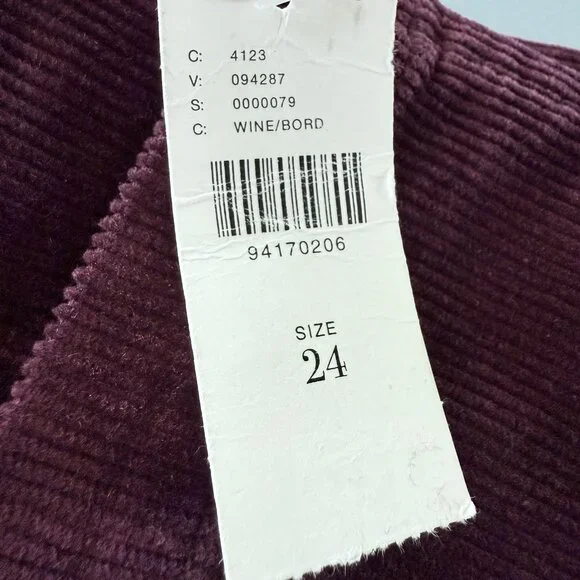 C: 4123
V: 094287
S: 0000079
C: WINE/BORD
94170206
SIZE
24